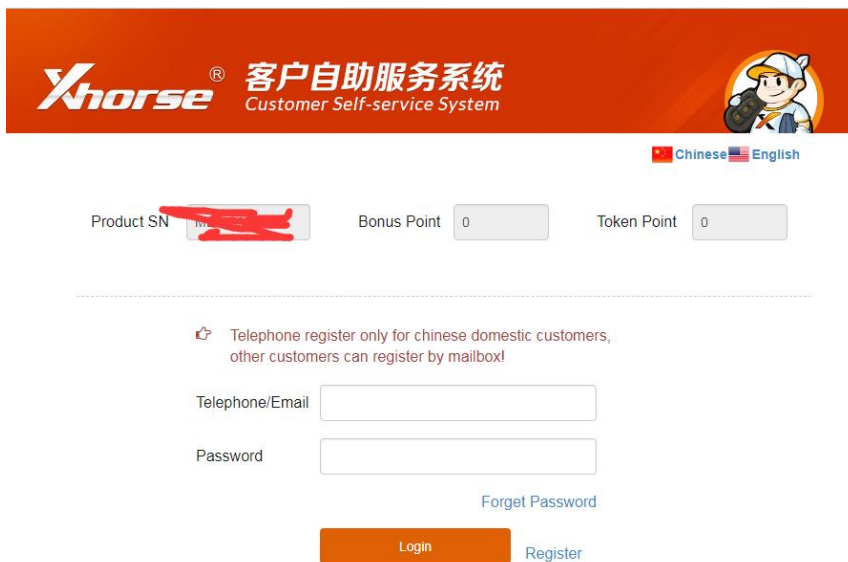 Xhorse® 客户自助服务系统
Customer Self-service System
Chinese English
Product SN Bonus Point 0 Token Point 0
Telephone register only for chinese domestic customers,
other customers can register by mailbox!
Telephone/Email
Password
Forget Password
Login Register